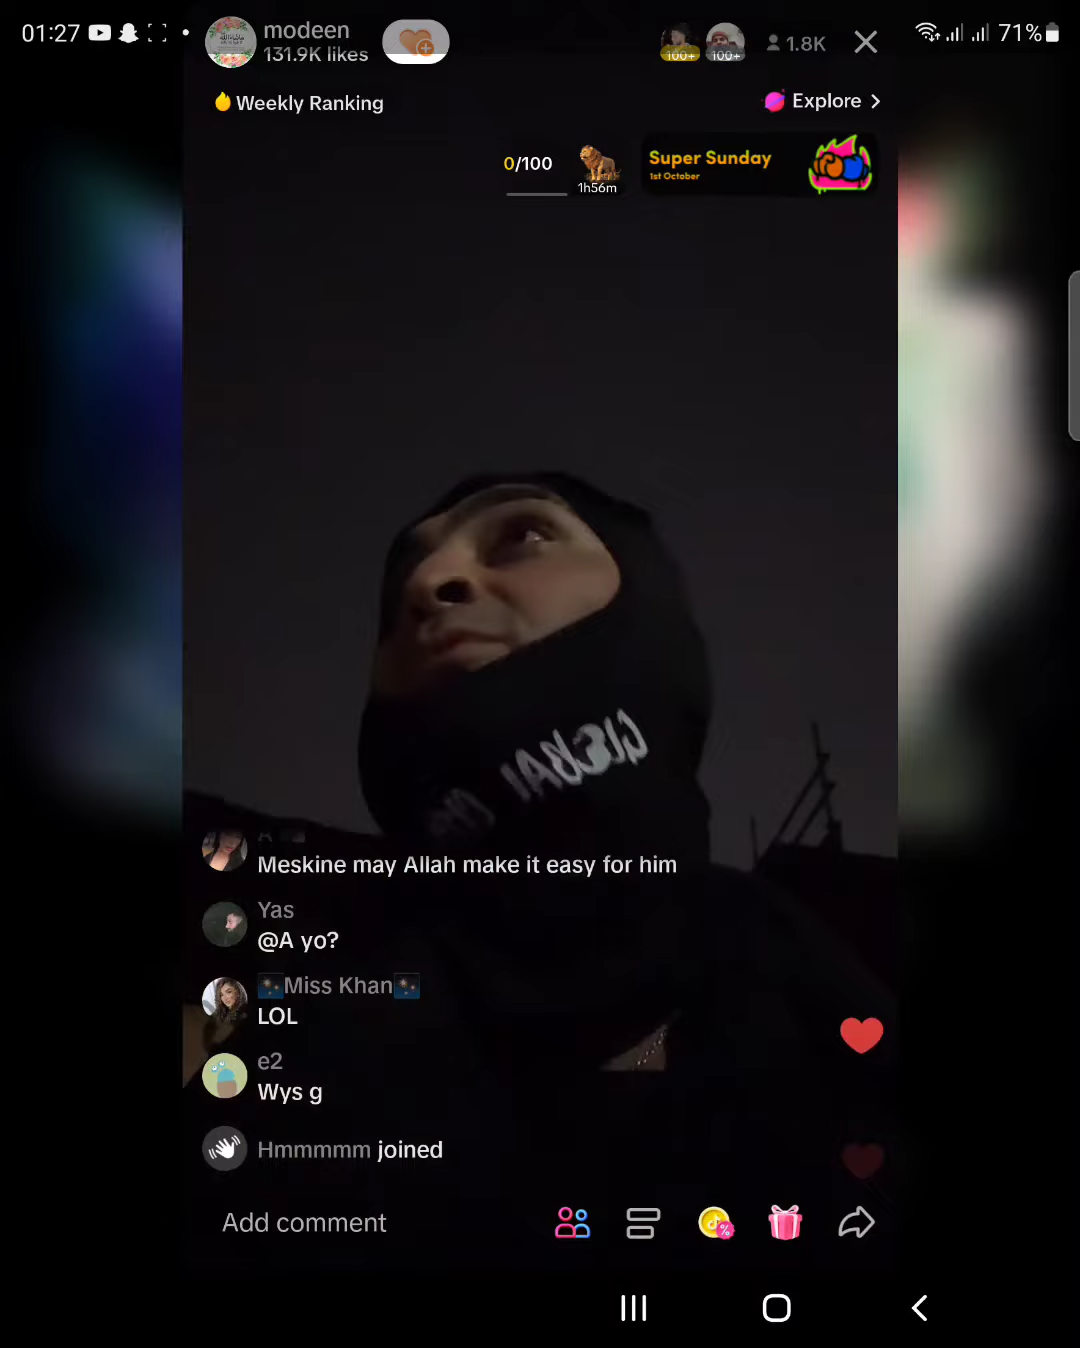 01:27
71%
modeen
131.9K likes
100+
100+
1.8K
Weekly Ranking
Explore
0/100
1h56m
Super Sunday
1st October
Meskine may Allah make it easy for him
Yas
@A yo?
Miss Khan
LOL
e2
Wys g
Hmmmmm joined
Add comment